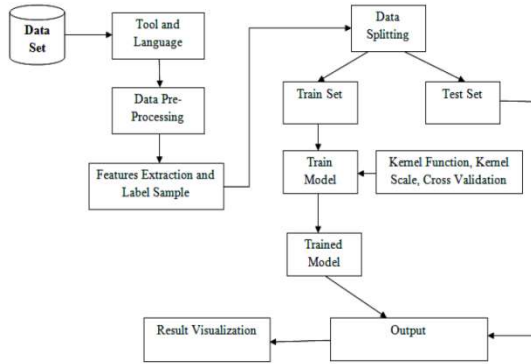 Data
Set
Tool and
Language
Data Pre-
Processing
Features Extraction and
Label Sample
Data
Splitting
Train Set
Test Set
Train
Model
Kernel Function, Kernel
Scale, Cross Validation
Trained
Model
Output
Result Visualization